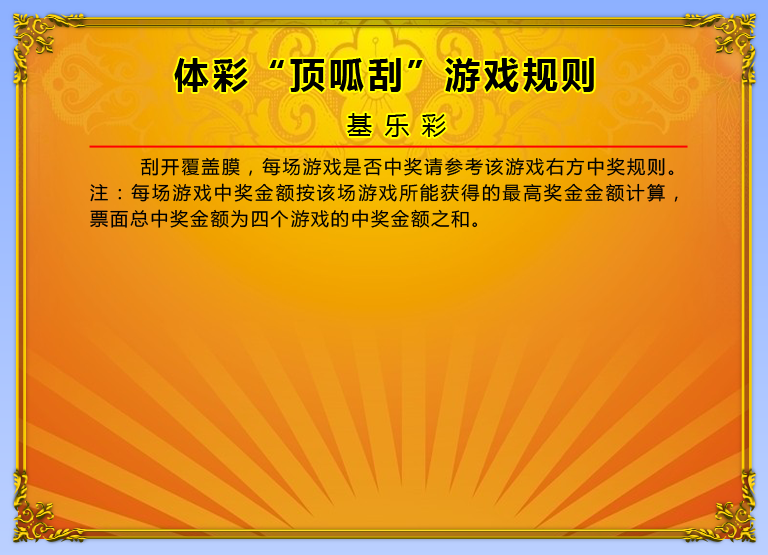 体彩“顶呱刮”游戏规则
基乐彩
刮开覆盖膜，每场游戏是否中奖请参考该游戏右方中奖规则。
注：每场游戏中奖金额按该场游戏所能获得的最高奖金金额计算，
票面总中奖金额为四个游戏的中奖金额之和。